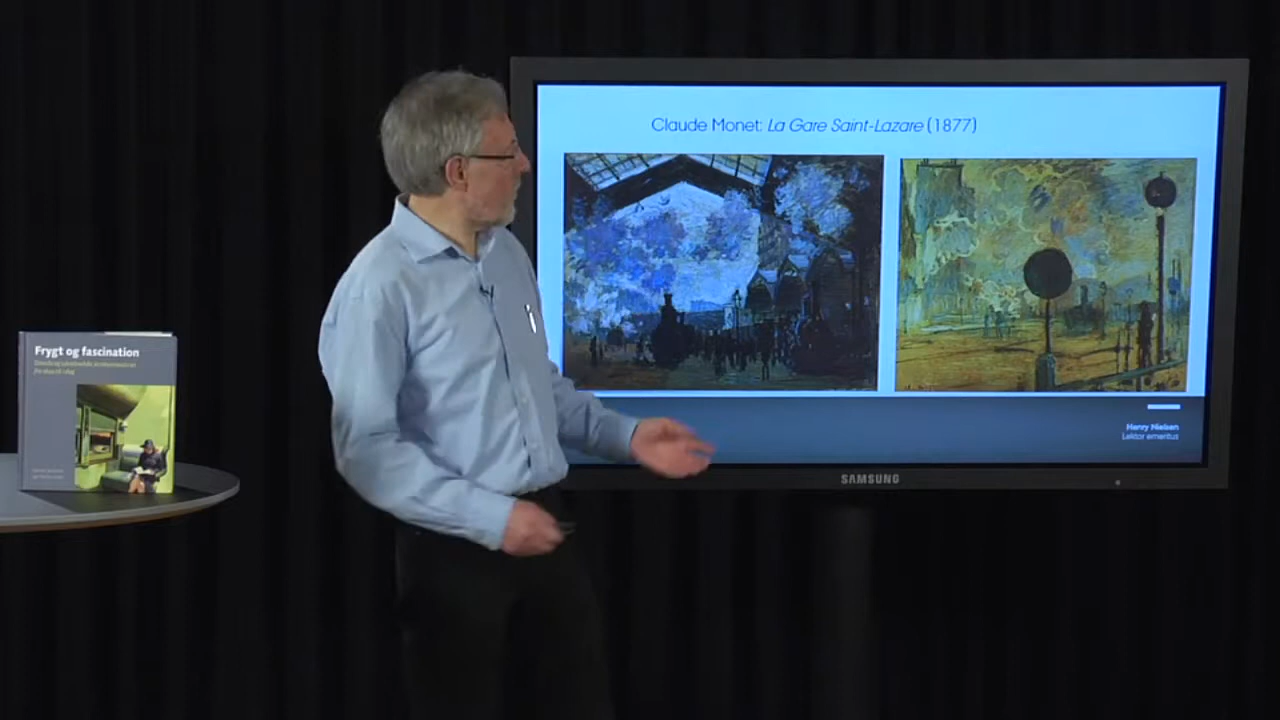 Claude Monet: La Gare Saint-Lazare (1877)
Frygt og fascination
Henry Nielsen
Lektor emeritus
SAMSUNG